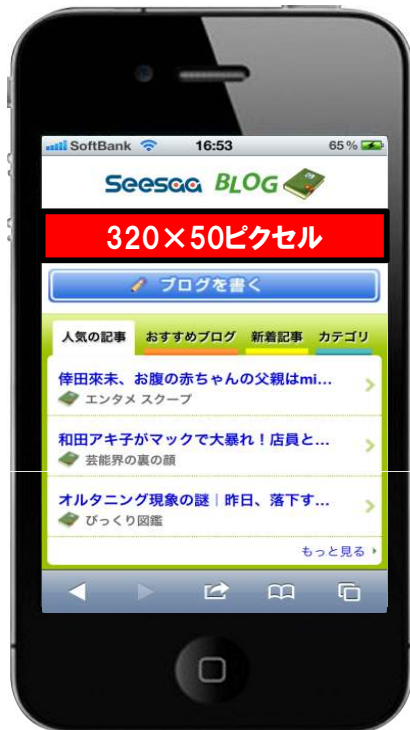 SoftBank 16:53 65%
Seesaa BLOG
320×50ピクセル
ブログを書く
人気の記事 おすすめブログ 新着記事 カテゴリ
倖田來未、お腹の赤ちゃんの父親はmi...
エンタメ スクープ
和田アキ子がマックで大暴れ！店員と...
芸能界の裏の顔
オルタニング現象の謎｜昨日、落下す...
びっくり図鑑
もっと見る